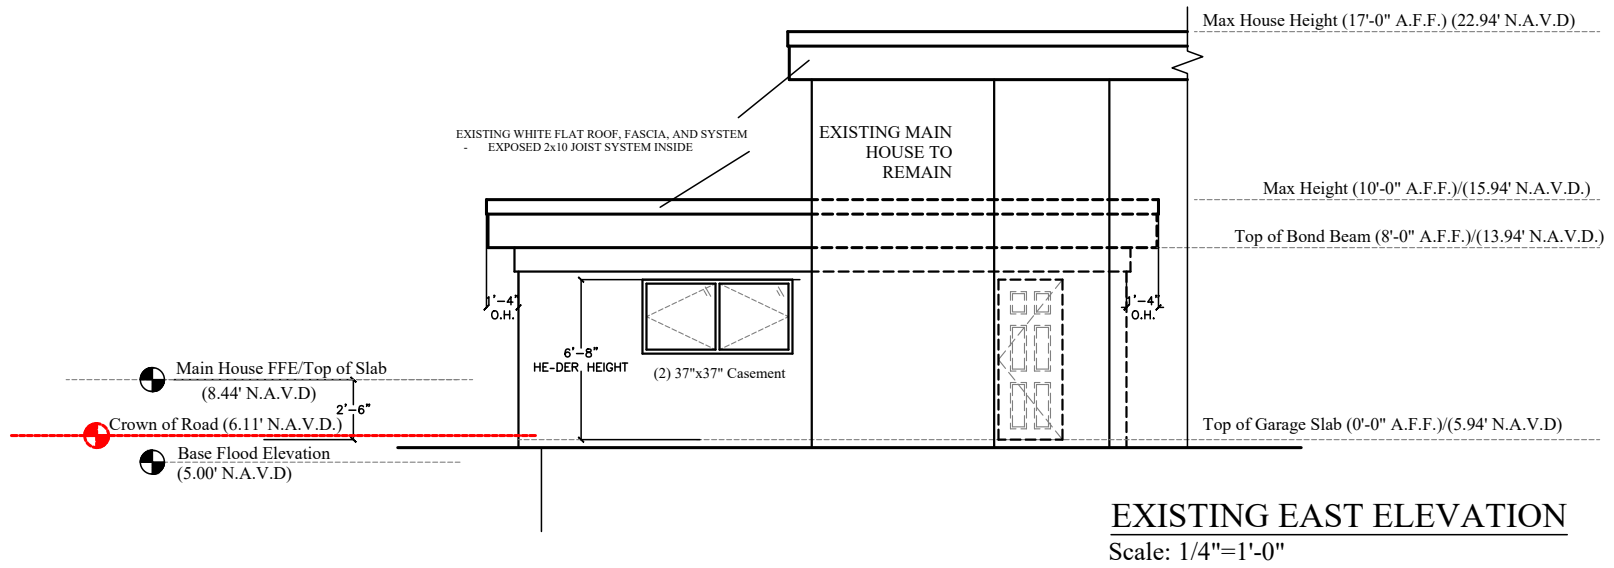 Max House Height (17'-0" A.F.F.) (22.94' N.A.V.D)
EXISTING WHITE FLAT ROOF, FASCIA, AND SYSTEM
- EXPOSED 2x10 JOIST SYSTEM INSIDE
EXISTING MAIN
HOUSE TO
REMAIN
Max Height (10'-0" A.F.F.)/(15.94' N.A.V.D.)
Top of Bond Beam (8'-0" A.F.F.)/(13.94' N.A.V.D.)
1'-4"
O.H.
1'-4"
O.H.
6'-8"
HE-DER HEIGHT
(2) 37"x37" Casement
Main House FFE/Top of Slab
(8.44' N.A.V.D)
2'-6"
Crown of Road (6.11' N.A.V.D.)
Top of Garage Slab (0'-0" A.F.F.)/(5.94' N.A.V.D)
Base Flood Elevation
(5.00' N.A.V.D)
EXISTING EAST ELEVATION
Scale: 1/4"=1'-0"